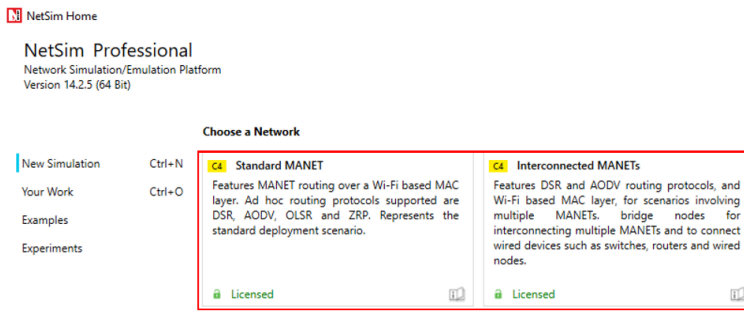 NetSim Home
NetSim Professional
Network Simulation/Emulation Platform
Version 14.2.5 (64 Bit)
Choose a Network
New Simulation Ctrl+N
Your Work Ctrl+O
Examples
Experiments
C4 Standard MANET
Features MANET routing over a Wi-Fi based MAC
layer. Ad hoc routing protocols supported are
DSR, AODV, OLSR and ZRP. Represents the
standard deployment scenario.
Licensed
C4 Interconnected MANETs
Features DSR and AODV routing protocols, and
Wi-Fi based MAC layer, for scenarios involving
multiple MANETs. bridge nodes for
interconnecting multiple MANETs and to connect
wired devices such as switches, routers and wired
nodes.
Licensed